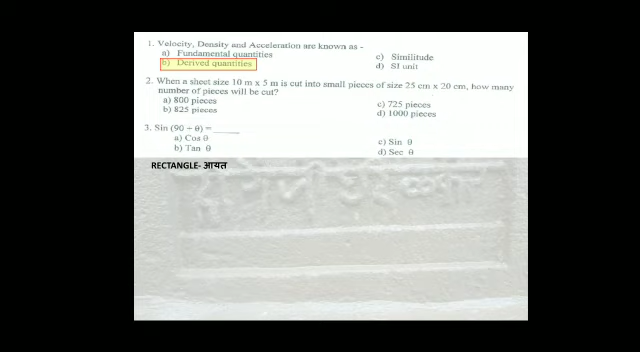 1. Velocity, Density and Acceleration are known as -
a) Fundamental quantities
c) Similitude
b) Derived quantities
d) SI unit
2. When a sheet size 10 m x 5 m is cut into small pieces of size 25 cm x 20 cm, how many
number of pieces will be cut?
a) 800 pieces
c) 725 pieces
b) 825 pieces
d) 1000 pieces
3. Sin (90 - θ) = ____
a) Cos θ
c) Sin θ
b) Tan θ
d) Sec θ
RECTANGLE- आयत